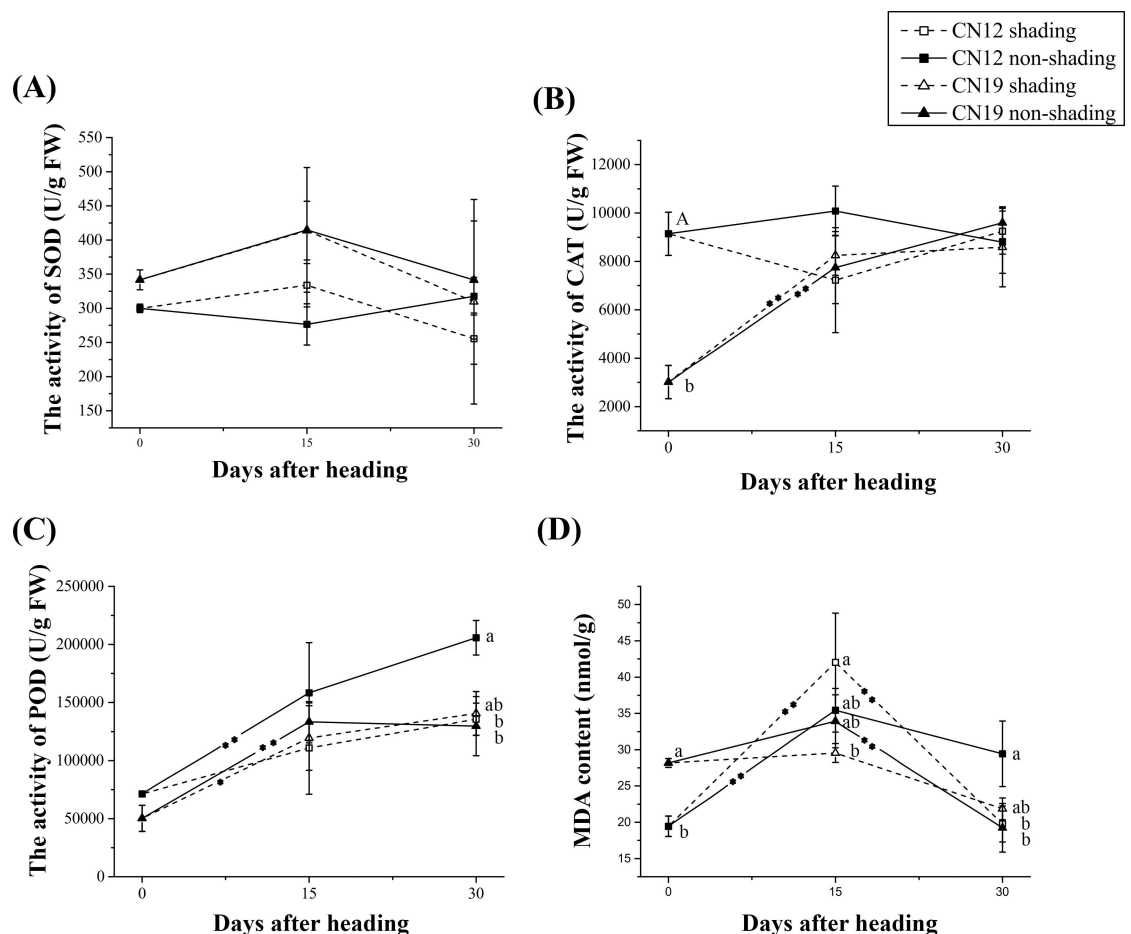 CN12 shading
CN12 non-shading
CN19 shading
CN19 non-shading
(A)
The activity of SOD (U/g FW)
550
500
450
400
350
300
250
200
150
0
15
30
Days after heading
(B)
The activity of CAT (U/g FW)
12000
10000
8000
6000
4000
2000
A
b
**
**
0
15
30
Days after heading
(C)
The activity of POD (U/g FW)
250000
200000
150000
100000
50000
0
**
**
*
a
ab
b
b
0
15
30
Days after heading
(D)
MDA content (nmol/g)
50
45
40
35
30
25
20
15
a
b
**
**
a
ab
ab
b
**
**
a
ab
b
b
0
15
30
Days after heading